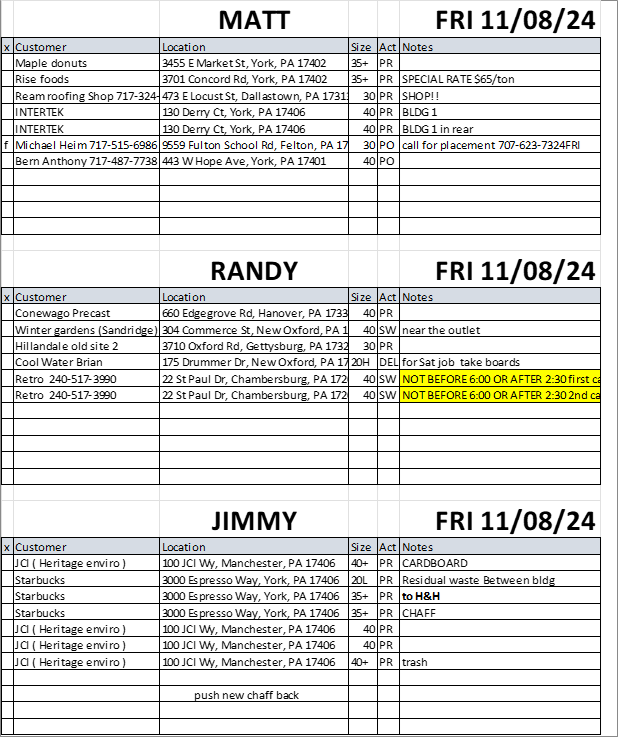 MATT FRI 11/08/24
x Customer Location Size Act Notes
Maple donuts 3455 E Market St, York, PA 17402 35+ PR
Rise foods 3701 Concord Rd, York, PA 17402 35+ PR SPECIAL RATE $65/ton
Ream roofing Shop 717-324- 473 E Locust St, Dallastown, PA 1731 30 PR SHOP!!
INTERTEK 130 Derry Ct, York, PA 17406 40 PR BLDG 1
INTERTEK 130 Derry Ct, York, PA 17406 40 PR BLDG 1 in rear
f Michael Heim 717-515-6986 9559 Fulton School Rd, Felton, PA 17 30 PO call for placement 707-623-7324FRI
Bern Anthony 717-487-7738 443 W Hope Ave, York, PA 17401 40 PO
RANDY FRI 11/08/24
x Customer Location Size Act Notes
Conewago Precast 660 Edgegrove Rd, Hanover, PA 1733 40 PR
Winter gardens (Sandridge) 304 Commerce St, New Oxford, PA 1 40 SW near the outlet
Hillandale old site 2 3710 Oxford Rd, Gettysburg, PA 1732 30 PR
Cool Water Brian 175 Drummer Dr, New Oxford, PA 1 20H DEL for Sat job take boards
Retro 240-517-3990 22 St Paul Dr, Chambersburg, PA 172 40 SW NOT BEFORE 6:00 OR AFTER 2:30 first ca
Retro 240-517-3990 22 St Paul Dr, Chambersburg, PA 172 40 SW NOT BEFORE 6:00 OR AFTER 2:30 2nd ca
JIMMY FRI 11/08/24
x Customer Location Size Act Notes
JCI ( Heritage enviro ) 100 JCI Wy, Manchester, PA 17406 40+ PR CARDBOARD
Starbucks 3000 Espresso Way, York, PA 17406 20L PR Residual waste Between bldg
Starbucks 3000 Espresso Way, York, PA 17406 35+ PR to H&H
Starbucks 3000 Espresso Way, York, PA 17406 35+ PR CHAFF
JCI ( Heritage enviro ) 100 JCI Wy, Manchester, PA 17406 40 PR
JCI ( Heritage enviro ) 100 JCI Wy, Manchester, PA 17406 40 PR
JCI ( Heritage enviro ) 100 JCI Wy, Manchester, PA 17406 40+ PR trash
push new chaff back